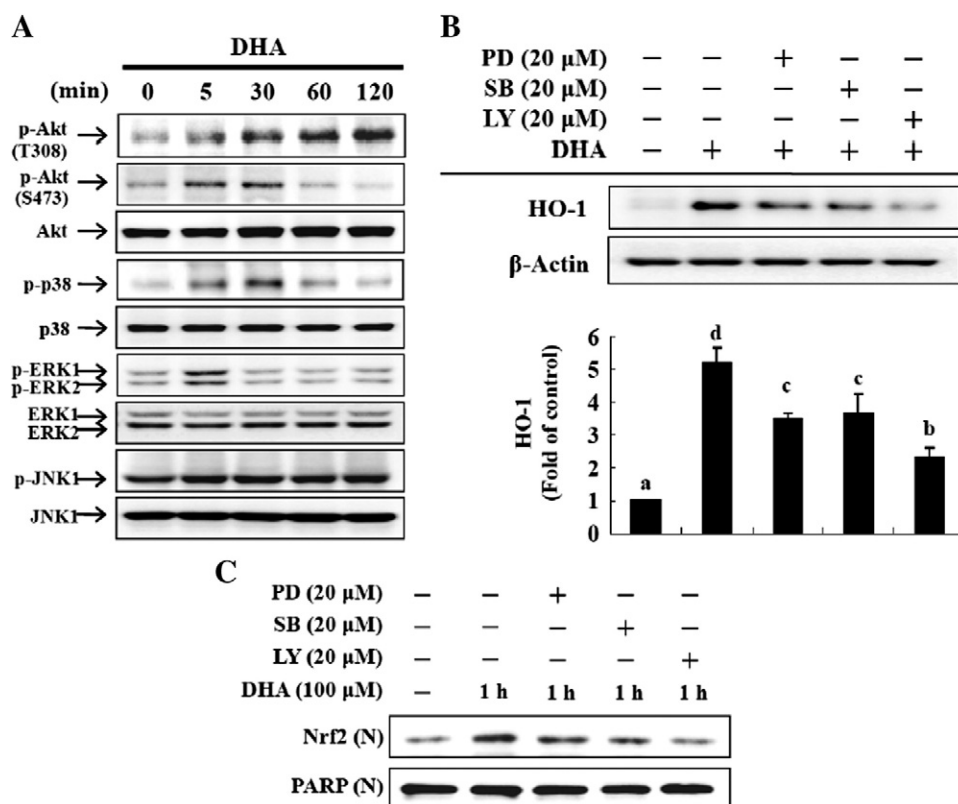 A
DHA
(min) 0 5 30 60 120
p-Akt
(T308)
p-Akt
(S473)
Akt
p-p38
p38
p-ERK1
p-ERK2
ERK1
ERK2
p-JNK1
JNK1
B
PD (20 μM) – – + – –
SB (20 μM) – – – + –
LY (20 μM) – – – – +
DHA – + + + +
HO-1
β-Actin
HO-1
(Fold of control)
6
5
4
3
2
1
0
a d c c b
C
PD (20 μM) – – + – –
SB (20 μM) – – – + –
LY (20 μM) – – – – +
DHA (100 μM) – 1 h 1 h 1 h 1 h
Nrf2 (N)
PARP (N)